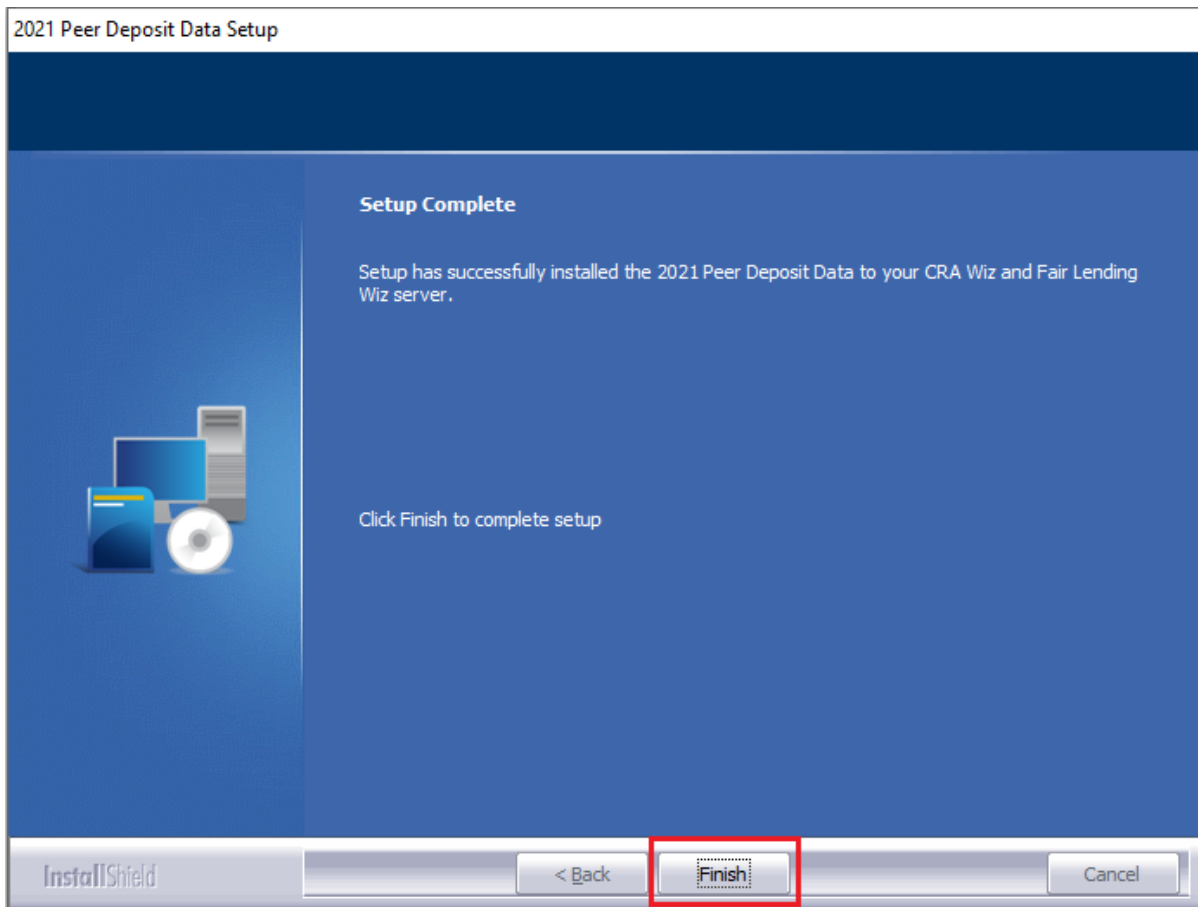 2021 Peer Deposit Data Setup
Setup Complete
Setup has successfully installed the 2021 Peer Deposit Data to your CRA Wiz and Fair Lending
Wiz server.
Click Finish to complete setup
InstallShield
< Back
Finish
Cancel